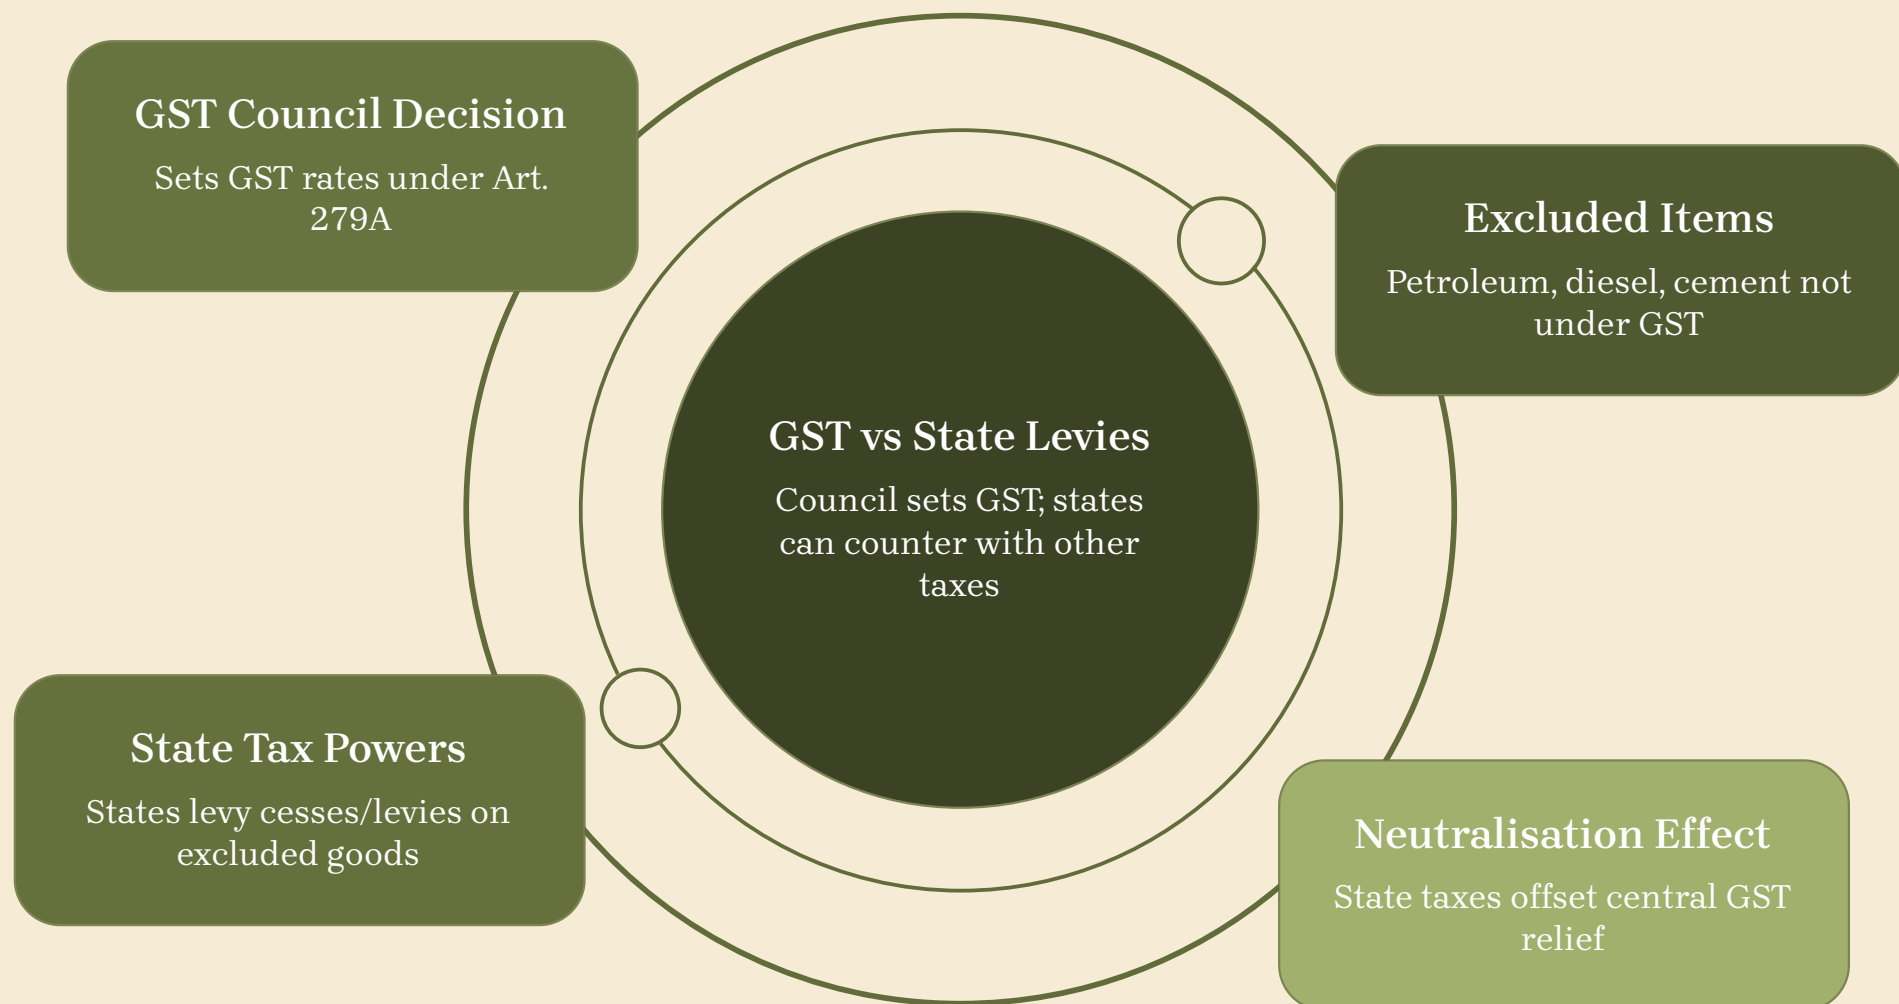 GST Council Decision
Sets GST rates under Art.
279A
Excluded Items
Petroleum, diesel, cement not
under GST
GST vs State Levies
Council sets GST; states
can counter with other
taxes
State Tax Powers
States levy cesses/levies on
excluded goods
Neutralisation Effect
State taxes offset central GST
relief